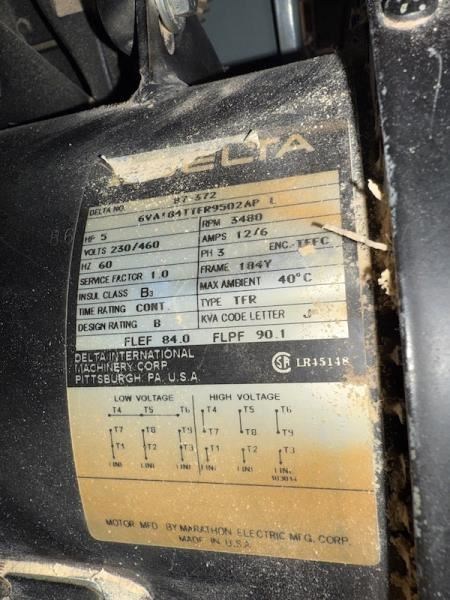 DELTA
DELTA NO. 87-372
6VA184TTFR9502AP L
HP 5 RPM 3480
VOLTS 230/460 AMPS 12/6
HZ 60 PH 3 ENC. TEFC
SERVICE FACTOR 1.0 FRAME 184Y
INSUL CLASS B3 MAX AMBIENT 40°C
TIME RATING CONT. TYPE TFR
DESIGN RATING B KVA CODE LETTER J
FLEF 84.0 FLPF 90.1
DELTA INTERNATIONAL
MACHINERY CORP.
PITTSBURGH, PA. U.S.A.
LR45148
LOW VOLTAGE HIGH VOLTAGE
T4 T5 T6 T4 T5 T6
T7 T8 T9 T7 T8 T9
T1 T2 T3 T1 T2 T3
LINE LINE LINE LINE LINE LINE
MOTOR MFD BY MARATHON ELECTRIC MFG. CORP.
MADE IN U.S.A.